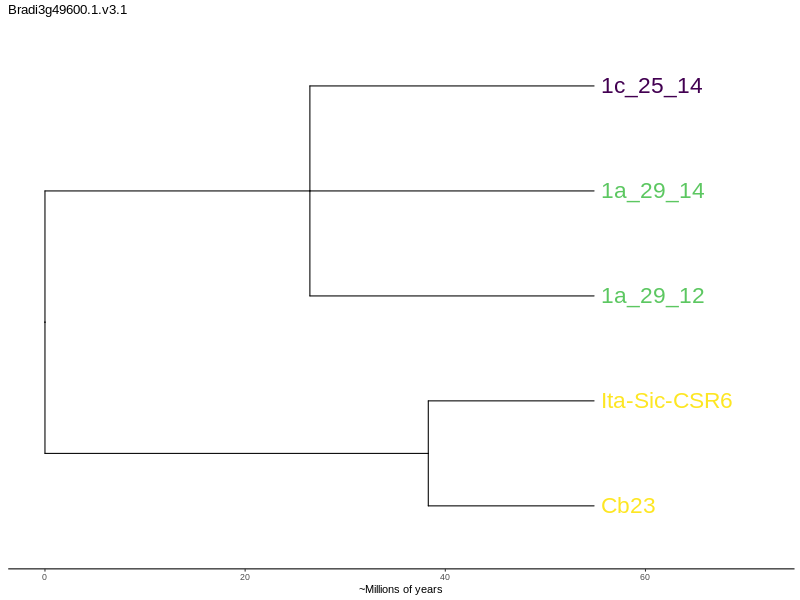 Bradi3g49600.1.v3.1
1c_25_14
1a_29_14
1a_29_12
Ita-Sic-CSR6
Cb23
0 20 40 60
~Millions of years